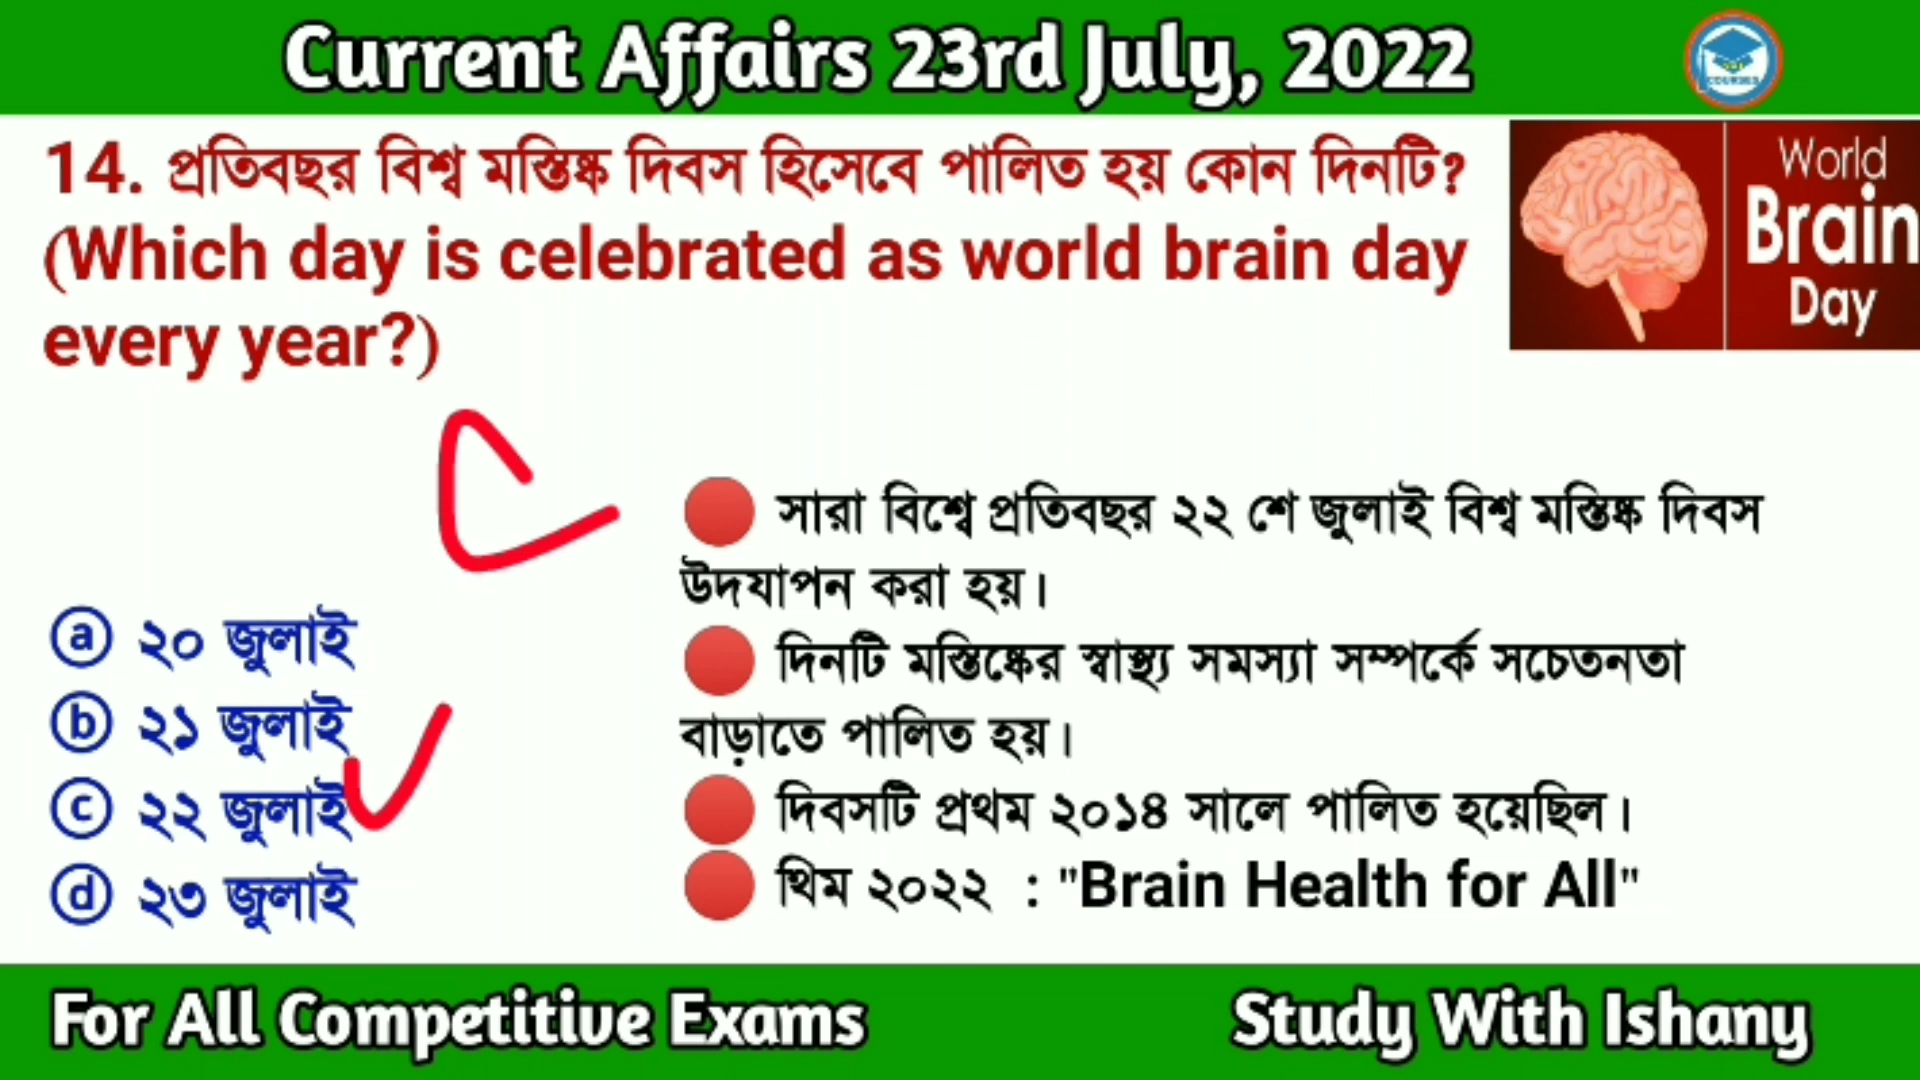 Current Affairs 23rd July, 2022
COURSES
14. প্রতিবছর বিশ্ব মস্তিষ্ক দিবস হিসেবে পালিত হয় কোন দিনটি?
(Which day is celebrated as world brain day
every year?)
World
Brain
Day
C
ⓐ ২০ জুলাই
ⓑ ২১ জুলাই
ⓒ ২২ জুলাই
ⓓ ২৩ জুলাই
🔴 সারা বিশ্বে প্রতিবছর ২২ শে জুলাই বিশ্ব মস্তিষ্ক দিবস
উদযাপন করা হয়।
🔴 দিনটি মস্তিষ্কের স্বাস্থ্য সমস্যা সম্পর্কে সচেতনতা
বাড়াতে পালিত হয়।
🔴 দিবসটি প্রথম ২০১৪ সালে পালিত হয়েছিল।
🔴 থিম ২০২২ : "Brain Health for All"
For All Competitive Exams
Study With Ishany